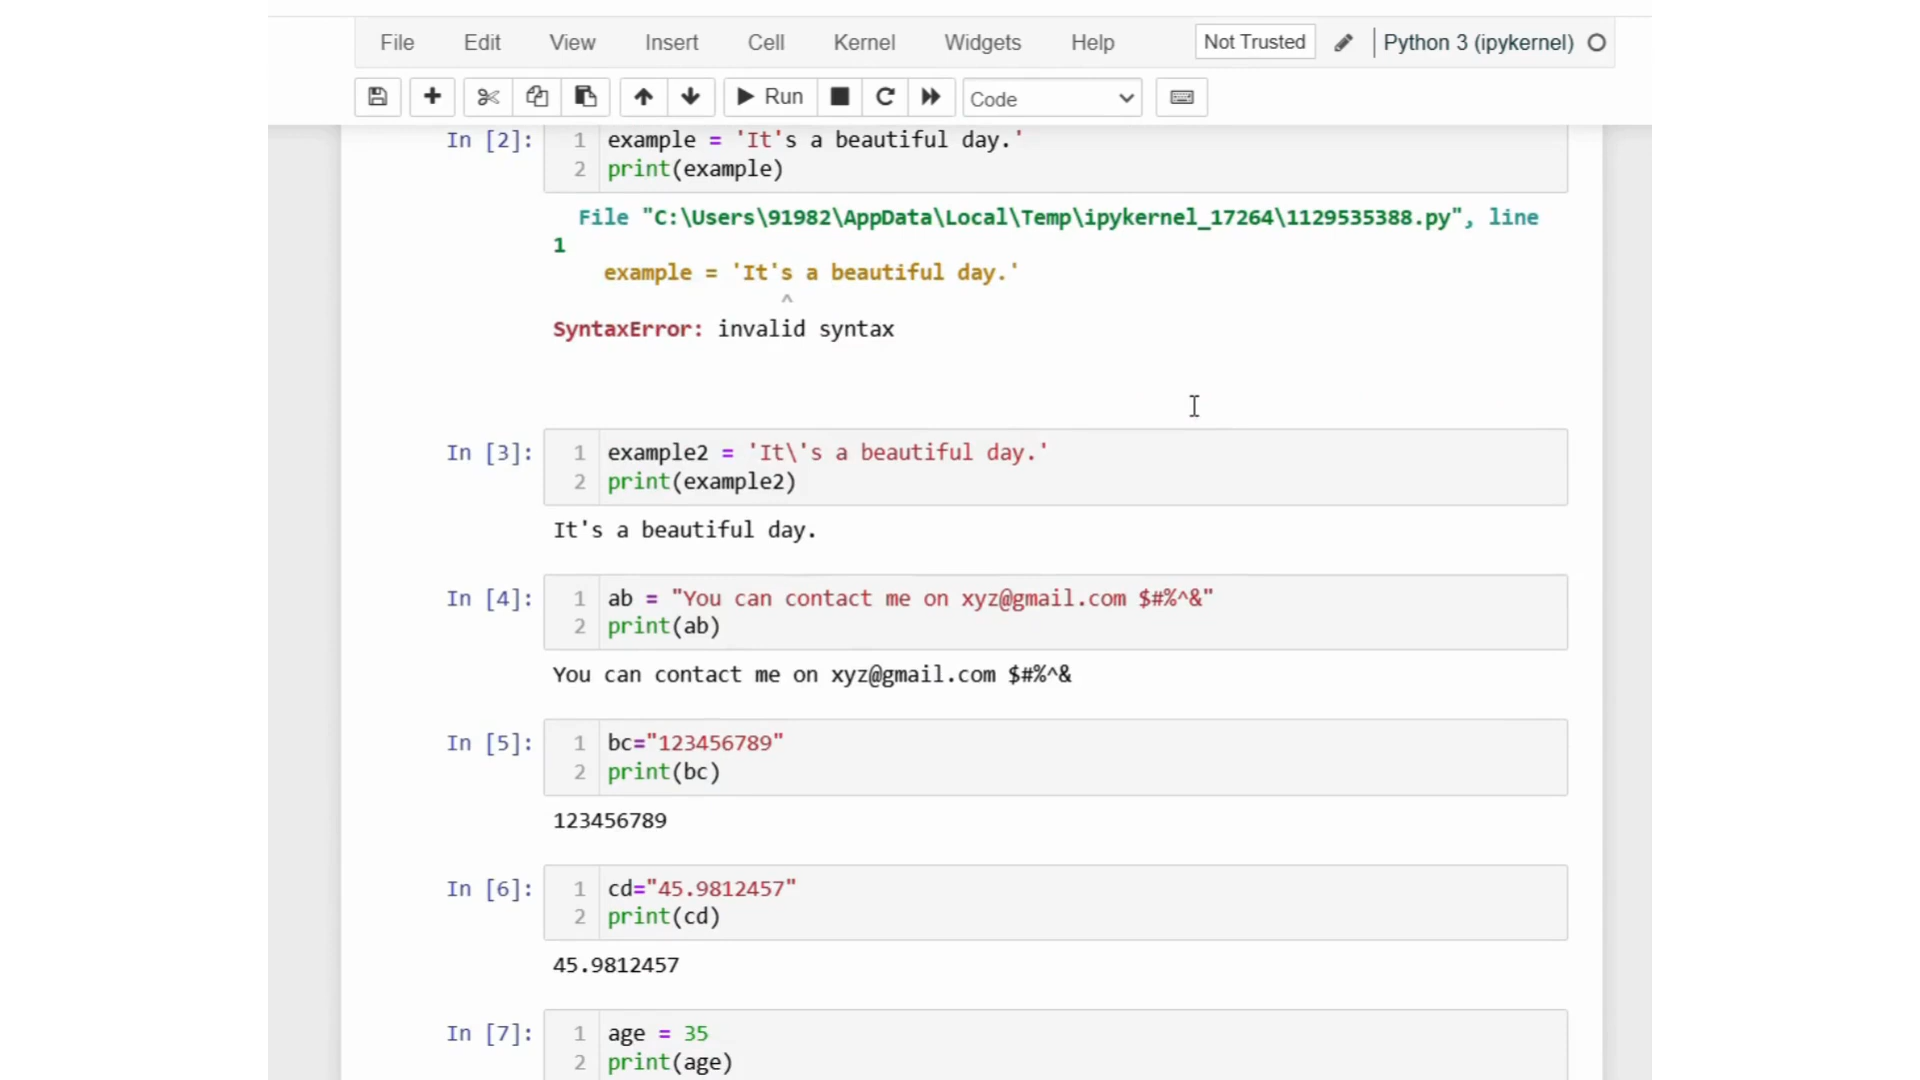 File Edit View Insert Cell Kernel Widgets Help Not Trusted Python 3 (ipykernel)
Run Code
In [2]: 1 example = 'It's a beautiful day.'
2 print(example)
File "C:\Users\91982\AppData\Local\Temp\ipykernel_17264\1129535388.py", line
1
example = 'It's a beautiful day.'
^
SyntaxError: invalid syntax
In [3]: 1 example2 = 'It\'s a beautiful day.'
2 print(example2)
It's a beautiful day.
In [4]: 1 ab = "You can contact me on xyz@gmail.com $#%^&"
2 print(ab)
You can contact me on xyz@gmail.com $#%^&
In [5]: 1 bc="123456789"
2 print(bc)
123456789
In [6]: 1 cd="45.9812457"
2 print(cd)
45.9812457
In [7]: 1 age = 35
2 print(age)